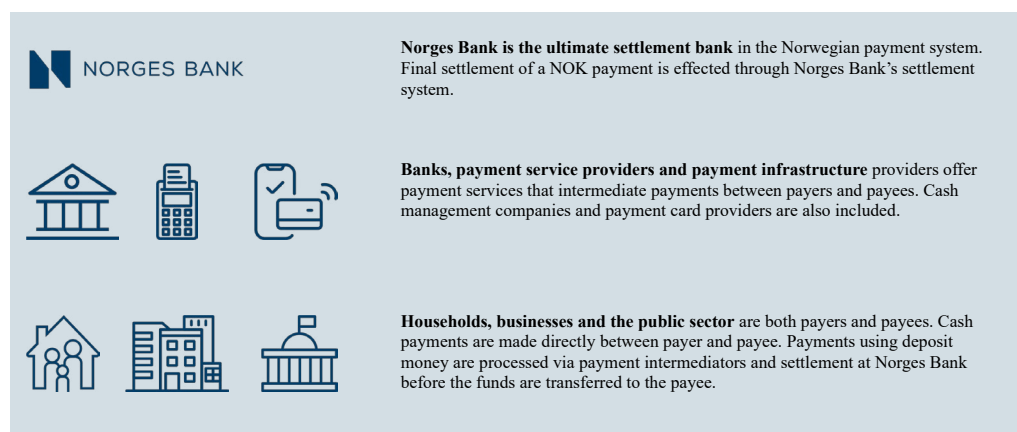 NORGES BANK
Norges Bank is the ultimate settlement bank in the Norwegian payment system.
Final settlement of a NOK payment is effected through Norges Bank’s settlement
system.
Banks, payment service providers and payment infrastructure providers offer
payment services that intermediate payments between payers and payees. Cash
management companies and payment card providers are also included.
Households, businesses and the public sector are both payers and payees. Cash
payments are made directly between payer and payee. Payments using deposit
money are processed via payment intermediators and settlement at Norges Bank
before the funds are transferred to the payee.